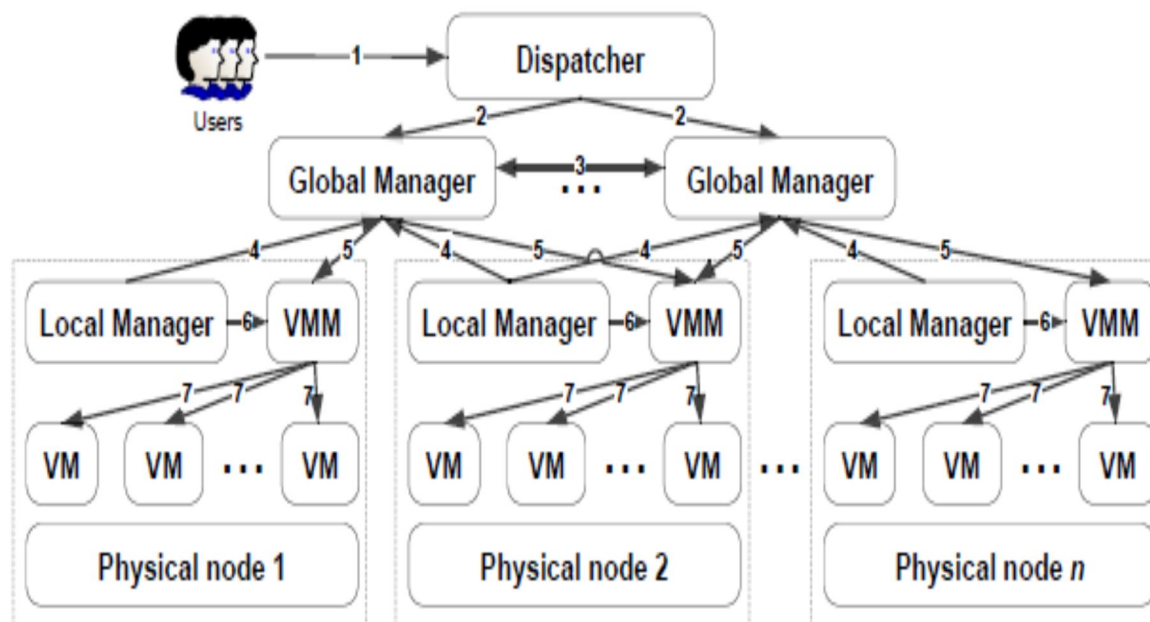 1
Dispatcher
Users
2 2
Global Manager 3 Global Manager
...
4 5 4 5 4 5 4 5
Local Manager 6 VMM Local Manager 6 VMM Local Manager 6 VMM
7 7 7 7 7 7 7 7 7
VM VM ... VM VM VM ... VM ... VM VM ... VM
Physical node 1 Physical node 2 Physical node n